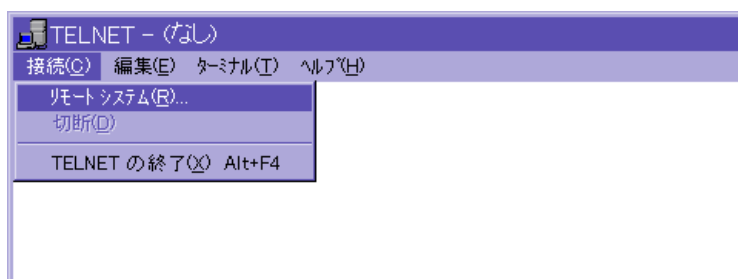 TELNET - (なし)
接続(C) 編集(E) ﾀｰﾐﾅﾙ(T) ﾍﾙﾌﾟ(H)
ﾘﾓｰﾄ ｼｽﾃﾑ(R)...
切断(D)
TELNET の終了(X) Alt+F4